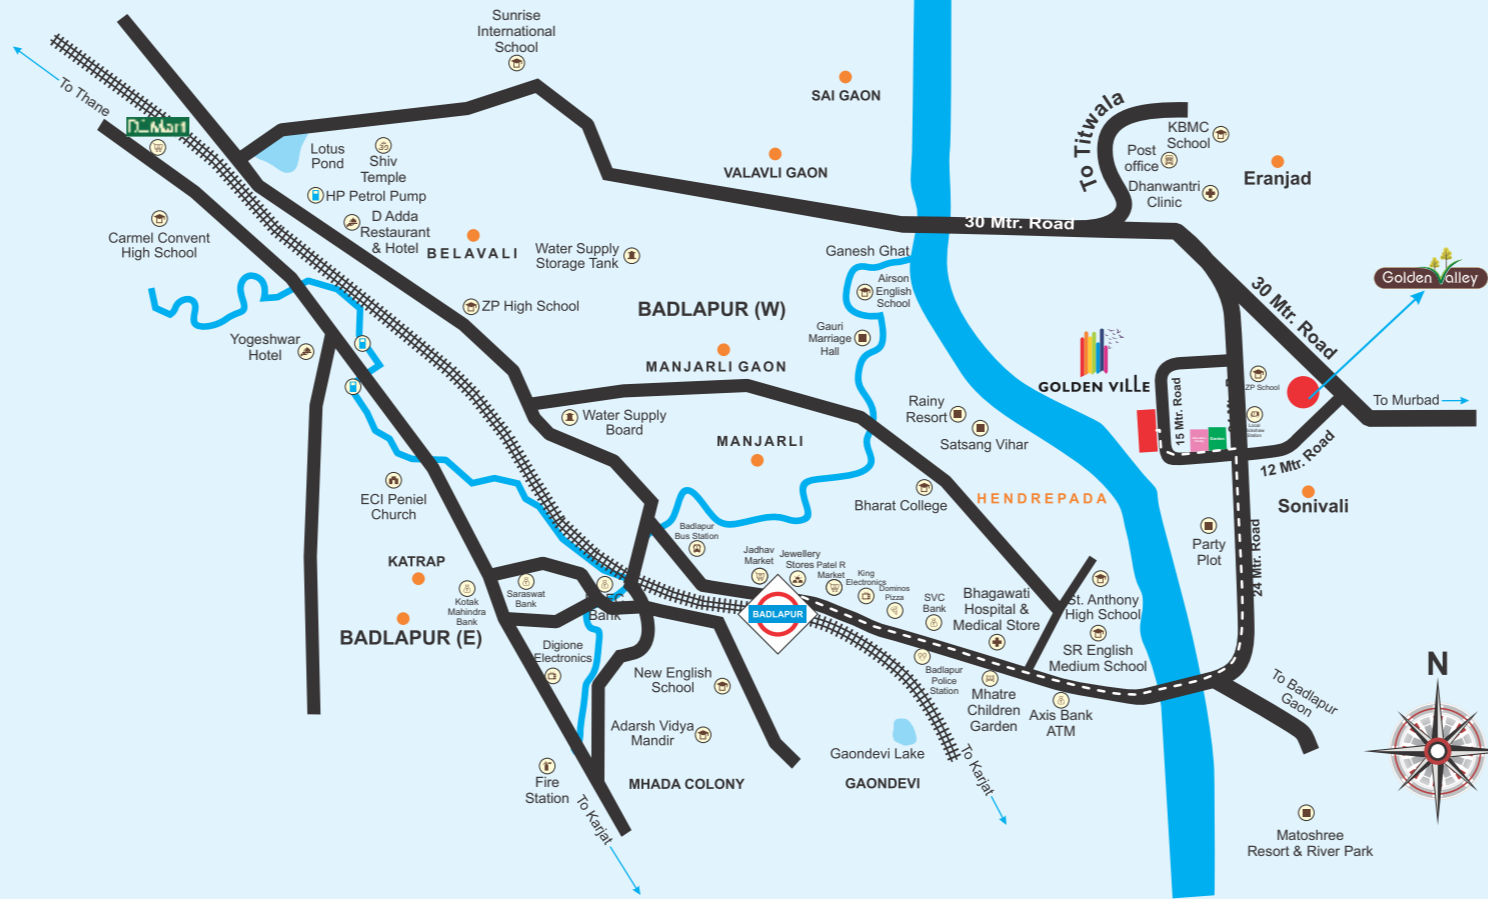 Sunrise
International
School
To Thane
D-Mart
Lotus
Pond
Shiv
Temple
HP Petrol Pump
D Adda
Restaurant
& Hotel
Carmel Convent
High School
BELAVALI
Water Supply
Storage Tank
SAI GAON
VALAVLI GAON
To Titwala
KBMC
School
Post
office
Dhanwantri
Clinic
Eranjad
30 Mtr. Road
Ganesh Ghat
Airson
English
School
Golden Valley
30 Mtr. Road
ZP High School
BADLAPUR (W)
Gauri
Marriage
Hall
Yogeshwar
Hotel
MANJARLI GAON
GOLDEN VILLE
ZP School
To Murbad
15 Mtr. Road
Rainy
Resort
Satsang Vihar
Water Supply
Board
MANJARLI
12 Mtr. Road
Sonivali
HENDREPADA
Bharat College
ECI Peniel
Church
Party
Plot
24 Mtr. Road
Badlapur
Bus Station
Jadhav
Market
Jewellery
Stores
Patel R
Market
King
Electronics
Dominos
Pizza
SVC
Bank
Bhagawati
Hospital &
Medical Store
St. Anthony
High School
SR English
Medium School
KATRAP
Kotak
Mahindra
Bank
Saraswat
Bank
Bank
BADLAPUR
BADLAPUR (E)
Digione
Electronics
New English
School
Badlapur
Police
Station
Mhatre
Children
Garden
Axis Bank
ATM
To Badlapur
Gaon
N
Adarsh Vidya
Mandir
Gaondevi Lake
Fire
Station
MHADA COLONY
GAONDEVI
To Karjat
To Karjat
Matoshree
Resort & River Park